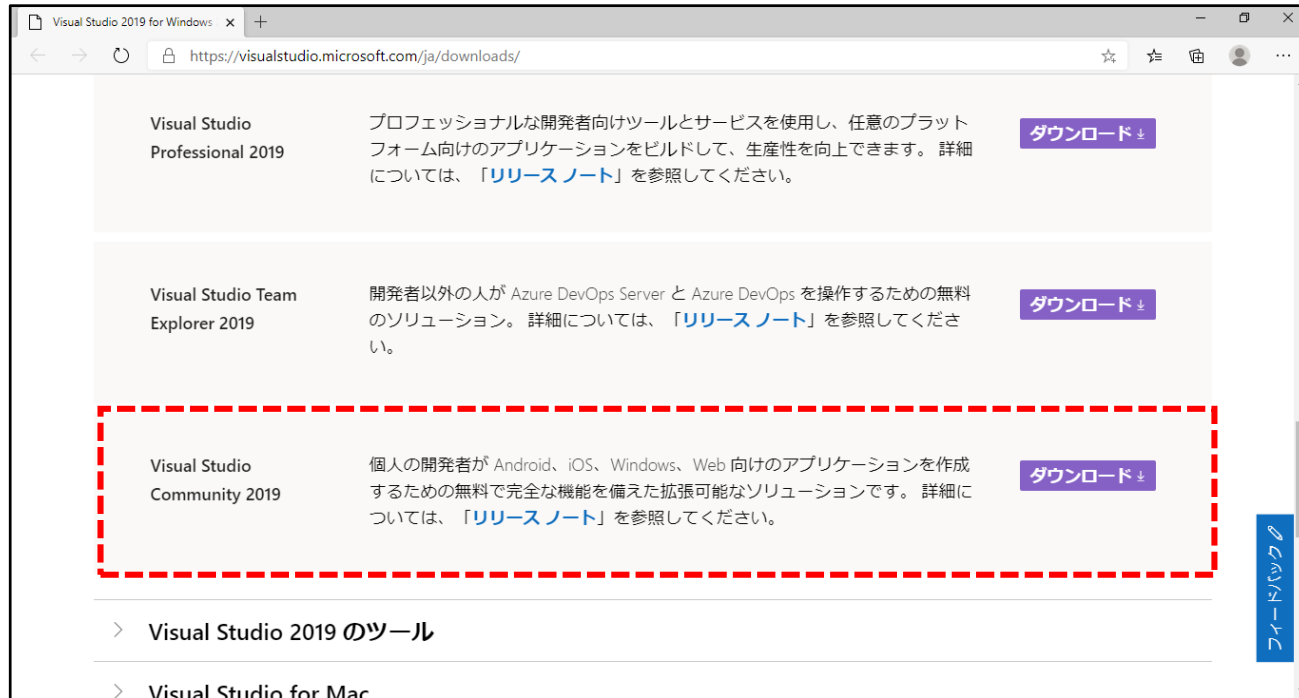 Visual Studio 2019 for Windows
https://visualstudio.microsoft.com/ja/downloads/
Visual Studio
Professional 2019
プロフェッショナルな開発者向けツールとサービスを使用し、任意のプラット
フォーム向けのアプリケーションをビルドして、生産性を向上できます。 詳細
については、「リリース ノート」を参照してください。
ダウンロード
Visual Studio Team
Explorer 2019
開発者以外の人が Azure DevOps Server と Azure DevOps を操作するための無料
のソリューション。 詳細については、「リリース ノート」を参照してくださ
い。
ダウンロード
Visual Studio
Community 2019
個人の開発者が Android、iOS、Windows、Web 向けのアプリケーションを作成
するための無料で完全な機能を備えた拡張可能なソリューションです。 詳細に
ついては、「リリース ノート」を参照してください。
ダウンロード
フィードバック
Visual Studio 2019 のツール
Visual Studio for Mac